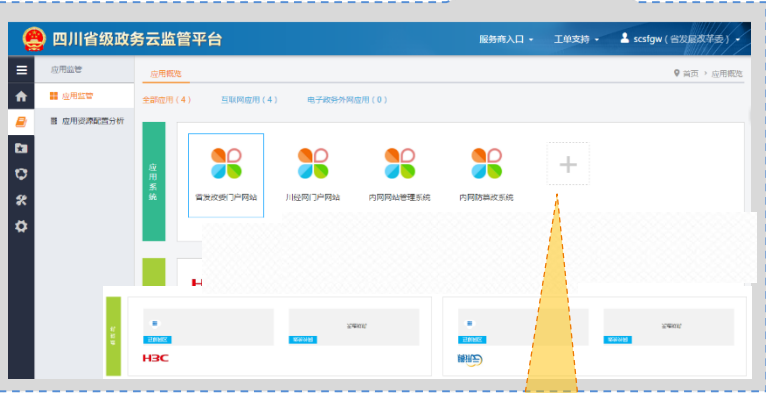 四川省级政务云监管平台
服务商入口
工单支持
scsfgw ( 省发展改革委 )
应用监管
应用监管
应用资源配置分析
应用概览
首页 › 应用概览
全部应用 ( 4 ) 互联网应用 ( 4 ) 电子政务外网应用 ( 0 )
应用系统
省发改委门户网站 川经网门户网站 内网网站管理系统 内网防篡改系统
H3C